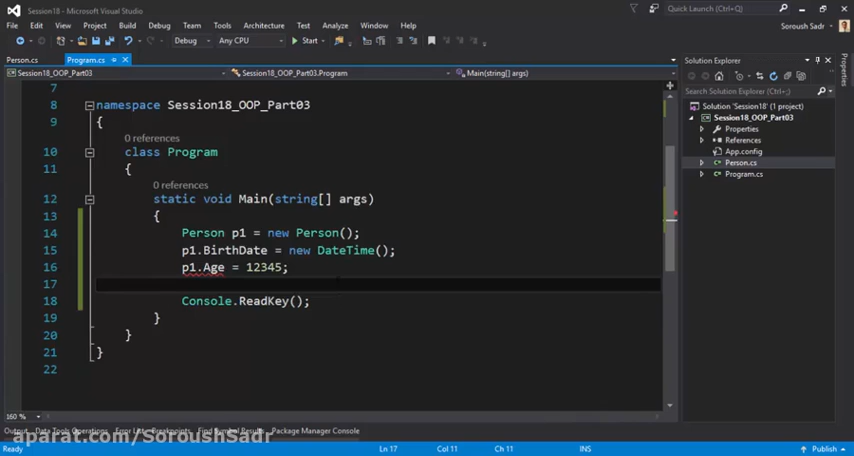 Session18 - Microsoft Visual Studio
Quick Launch (Ctrl+Q)
File Edit View Project Build Debug Team Tools Architecture Test Analyze Window Help
Soroush Sadr
Debug Any CPU Start
Person.cs Program.cs
Session18_OOP_Part03 Session18_OOP_Part03.Program Main(string[] args)
7
8 namespace Session18_OOP_Part03
9 {
0 references
10 class Program
11 {
0 references
12 static void Main(string[] args)
13 {
14 Person p1 = new Person();
15 p1.BirthDate = new DateTime();
16 p1.Age = 12345;
17
18 Console.ReadKey();
19 }
20 }
21 }
22
160 %
Solution Explorer
Search Solution Explorer (Ctrl+;)
Solution 'Session18' (1 project)
Session18_OOP_Part03
Properties
References
App.config
Person.cs
Program.cs
Properties
Output Data Tools Operations Error List Breakpoints Find Symbol Results Package Manager Console
aparat.com/SoroushSadr
Ready Ln 17 Col 11 Ch 11 INS Publish